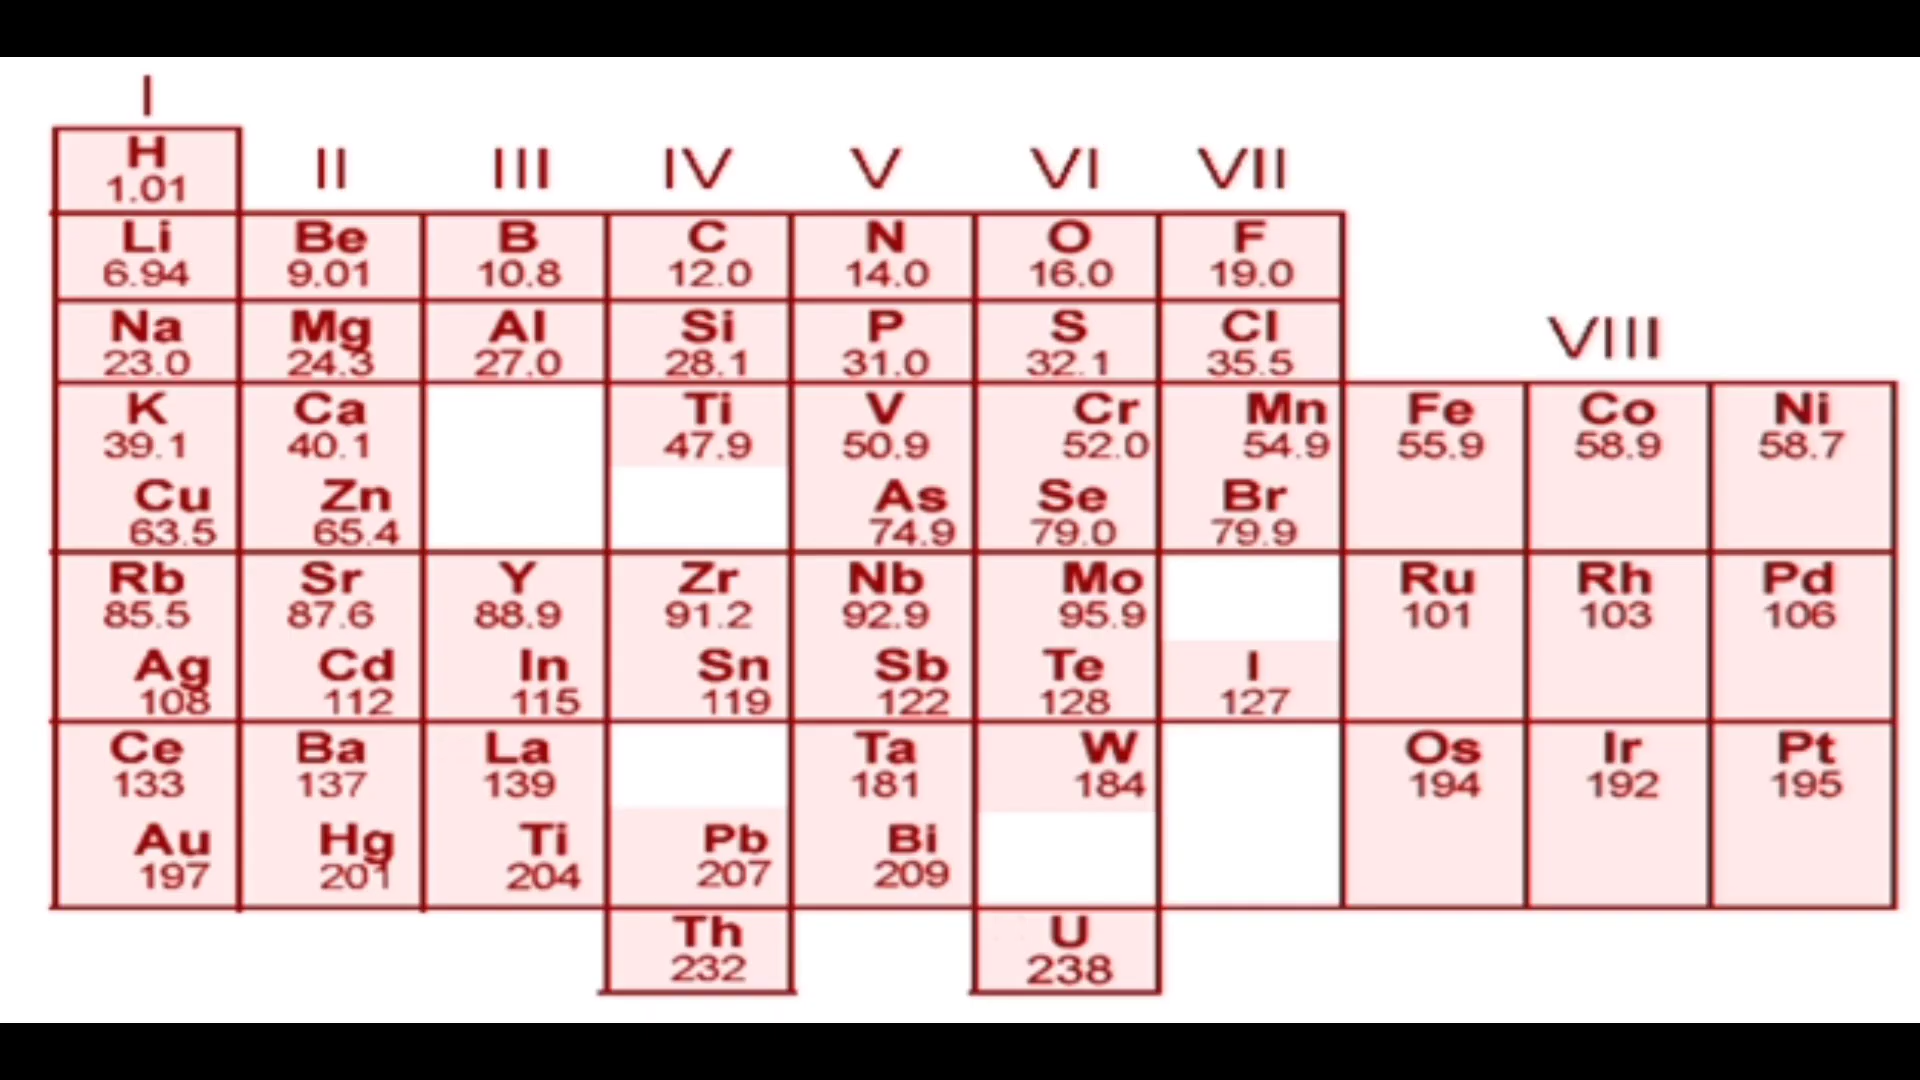 I
H
1.01
II III IV V VI VII
Li Be B C N O F
6.94 9.01 10.8 12.0 14.0 16.0 19.0
Na Mg Al Si P S Cl
23.0 24.3 27.0 28.1 31.0 32.1 35.5
VIII
K Ca Ti V Cr Mn Fe Co Ni
39.1 40.1 47.9 50.9 52.0 54.9 55.9 58.9 58.7
Cu Zn As Se Br
63.5 65.4 74.9 79.0 79.9
Rb Sr Y Zr Nb Mo Ru Rh Pd
85.5 87.6 88.9 91.2 92.9 95.9 101 103 106
Ag Cd In Sn Sb Te I
108 112 115 119 122 128 127
Ce Ba La Ta W Os Ir Pt
133 137 139 181 184 194 192 195
Au Hg Ti Pb Bi
197 201 204 207 209
Th U
232 238